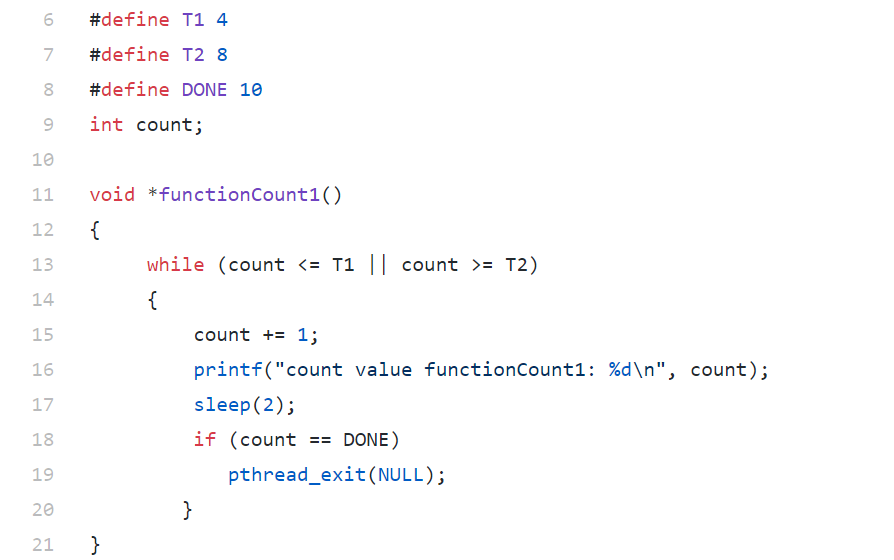 6 #define T1 4
7 #define T2 8
8 #define DONE 10
9 int count;
10
11 void *functionCount1()
12 {
13 while (count <= T1 || count >= T2)
14 {
15 count += 1;
16 printf("count value functionCount1: %d\n", count);
17 sleep(2);
18 if (count == DONE)
19 pthread_exit(NULL);
20 }
21 }